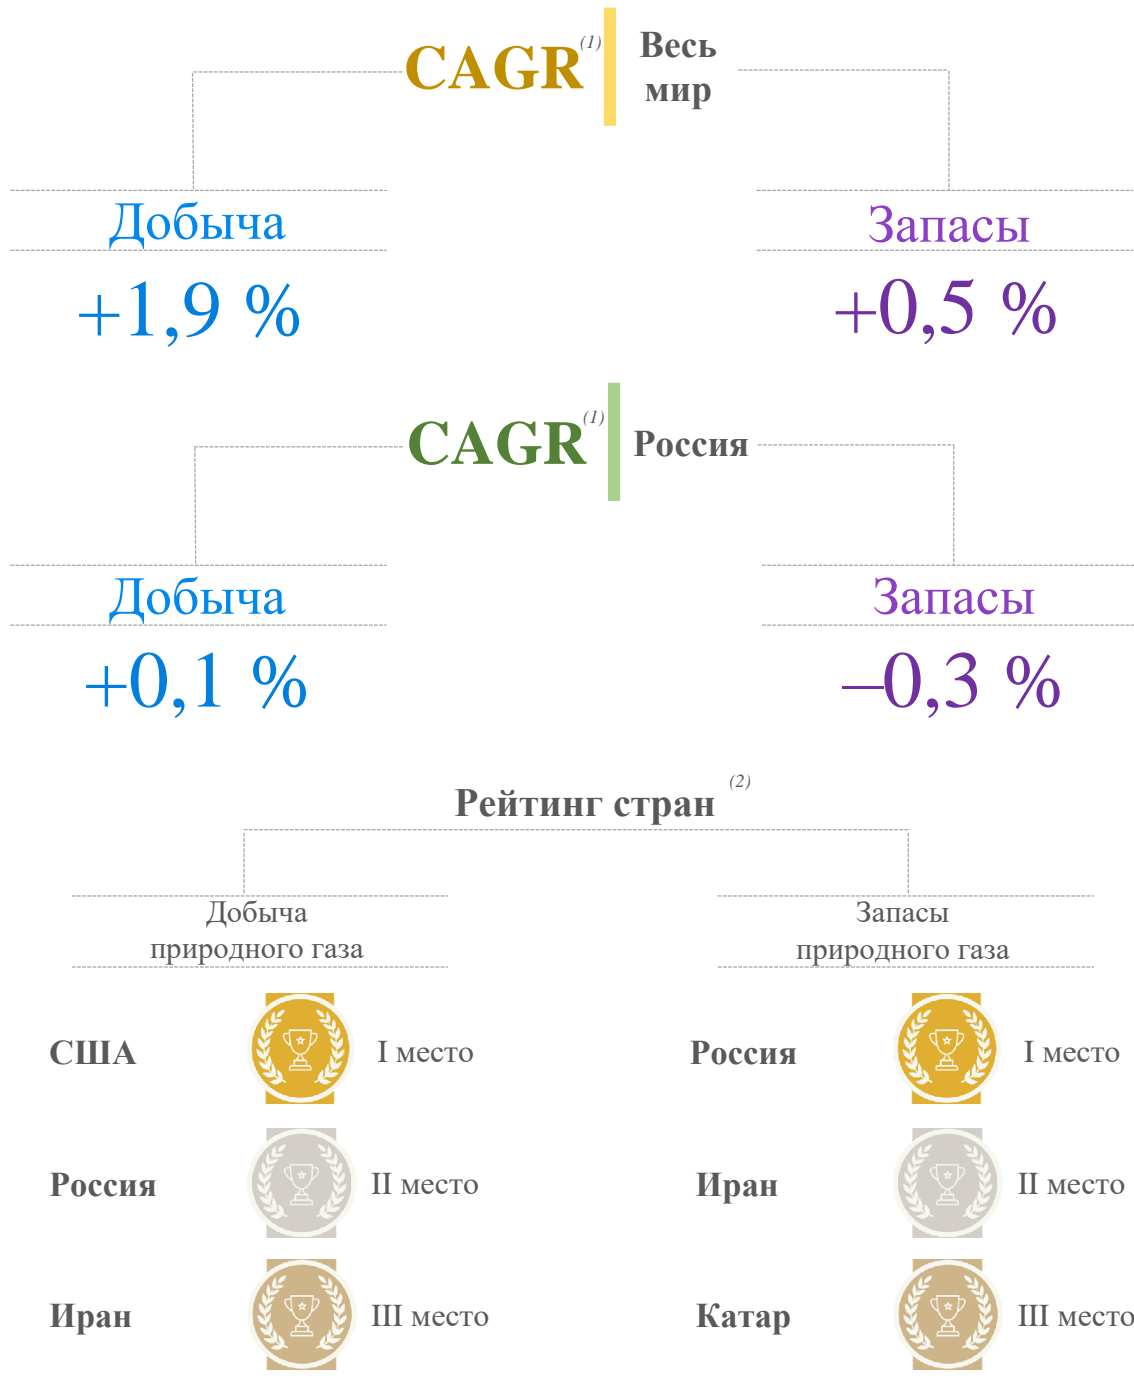 CAGR(1)
Весь
мир
Добыча
Запасы
+1,9 %
+0,5 %
CAGR(1)
Россия
Добыча
Запасы
+0,1 %
–0,3 %
Рейтинг стран (2)
Добыча
природного газа
Запасы
природного газа
США
I место
Россия
I место
Россия
II место
Иран
II место
Иран
III место
Катар
III место